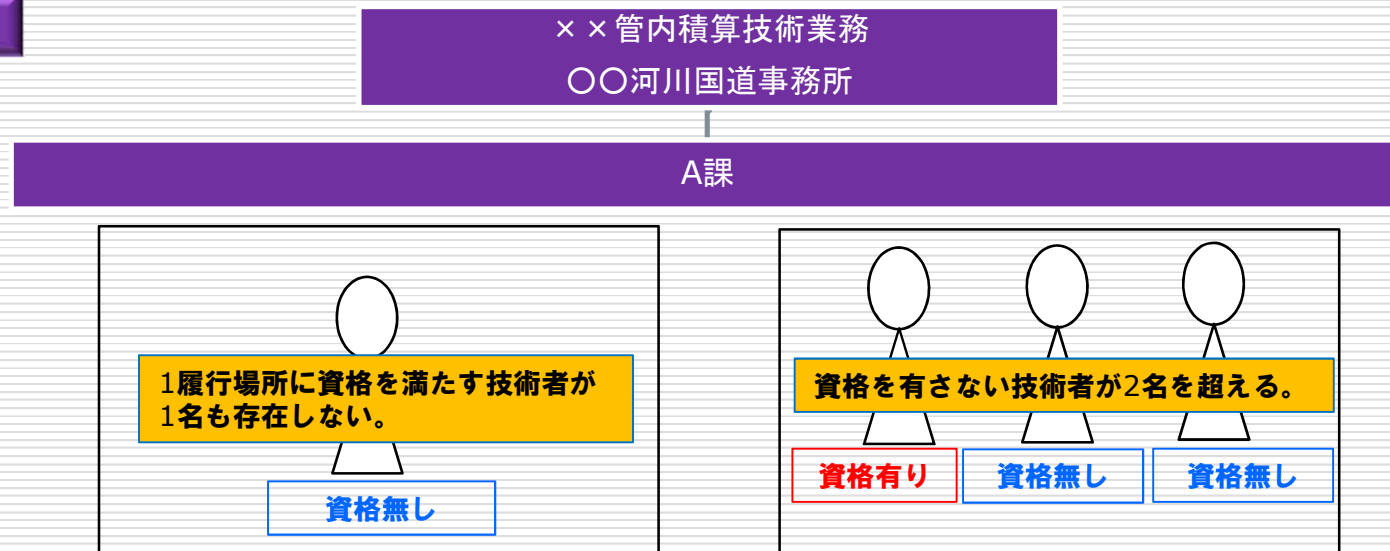 ××管内積算技術業務
〇〇河川国道事務所
A課
1履行場所に資格を満たす技術者が
1名も存在しない。
資格無し
資格を有さない技術者が2名を超える。
資格有り
資格無し
資格無し